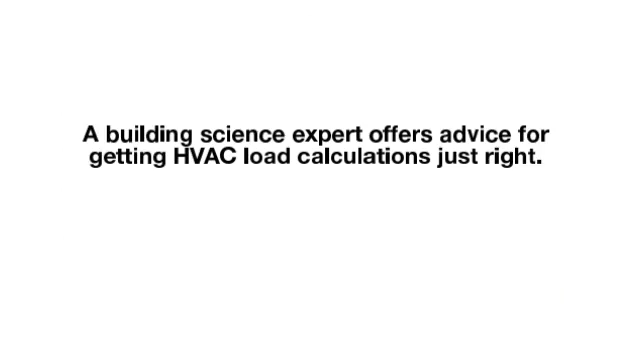 A building science expert offers advice for
getting HVAC load calculations just right.